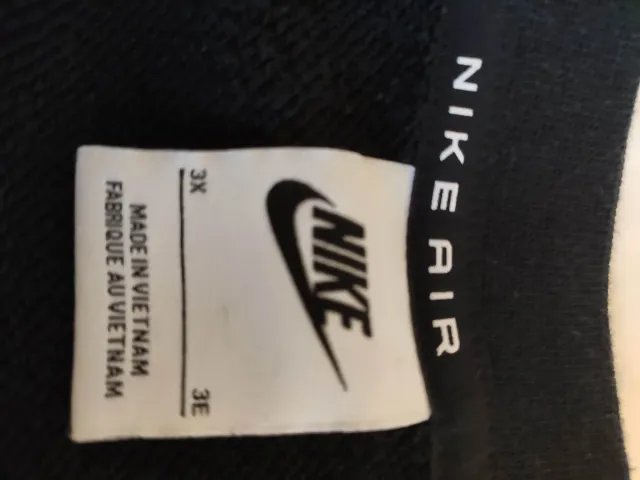 NIKE AIR
NIKE
3X 3E
MADE IN VIETNAM
FABRIQUE AU VIETNAM